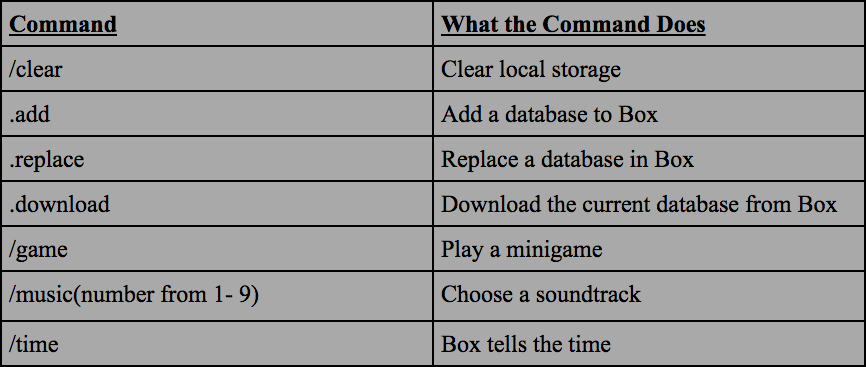 Command What the Command Does
/clear Clear local storage
.add Add a database to Box
.replace Replace a database in Box
.download Download the current database from Box
/game Play a minigame
/music(number from 1- 9) Choose a soundtrack
/time Box tells the time